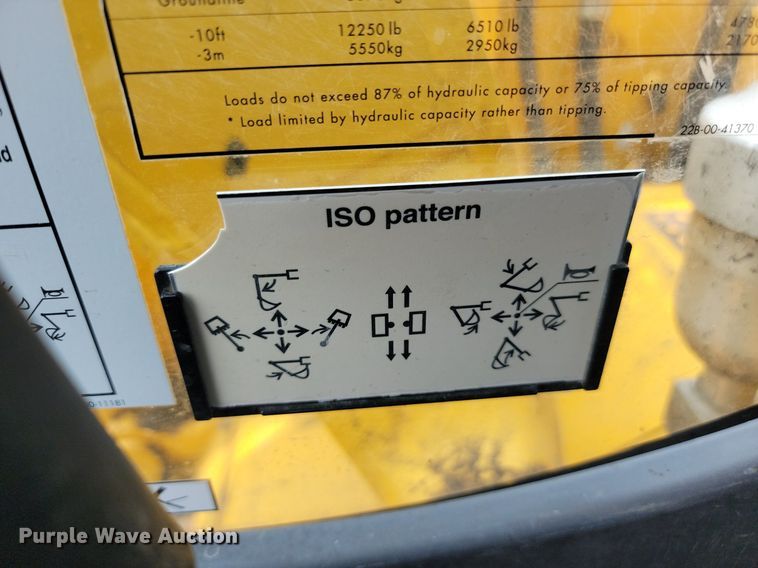 -10ft 12250 lb 6510 lb
-3m 5550kg 2950kg
Loads do not exceed 87% of hydraulic capacity or 75% of tipping capacity.
* Load limited by hydraulic capacity rather than tipping.
22B-00-41370
ISO pattern
Purple Wave Auction